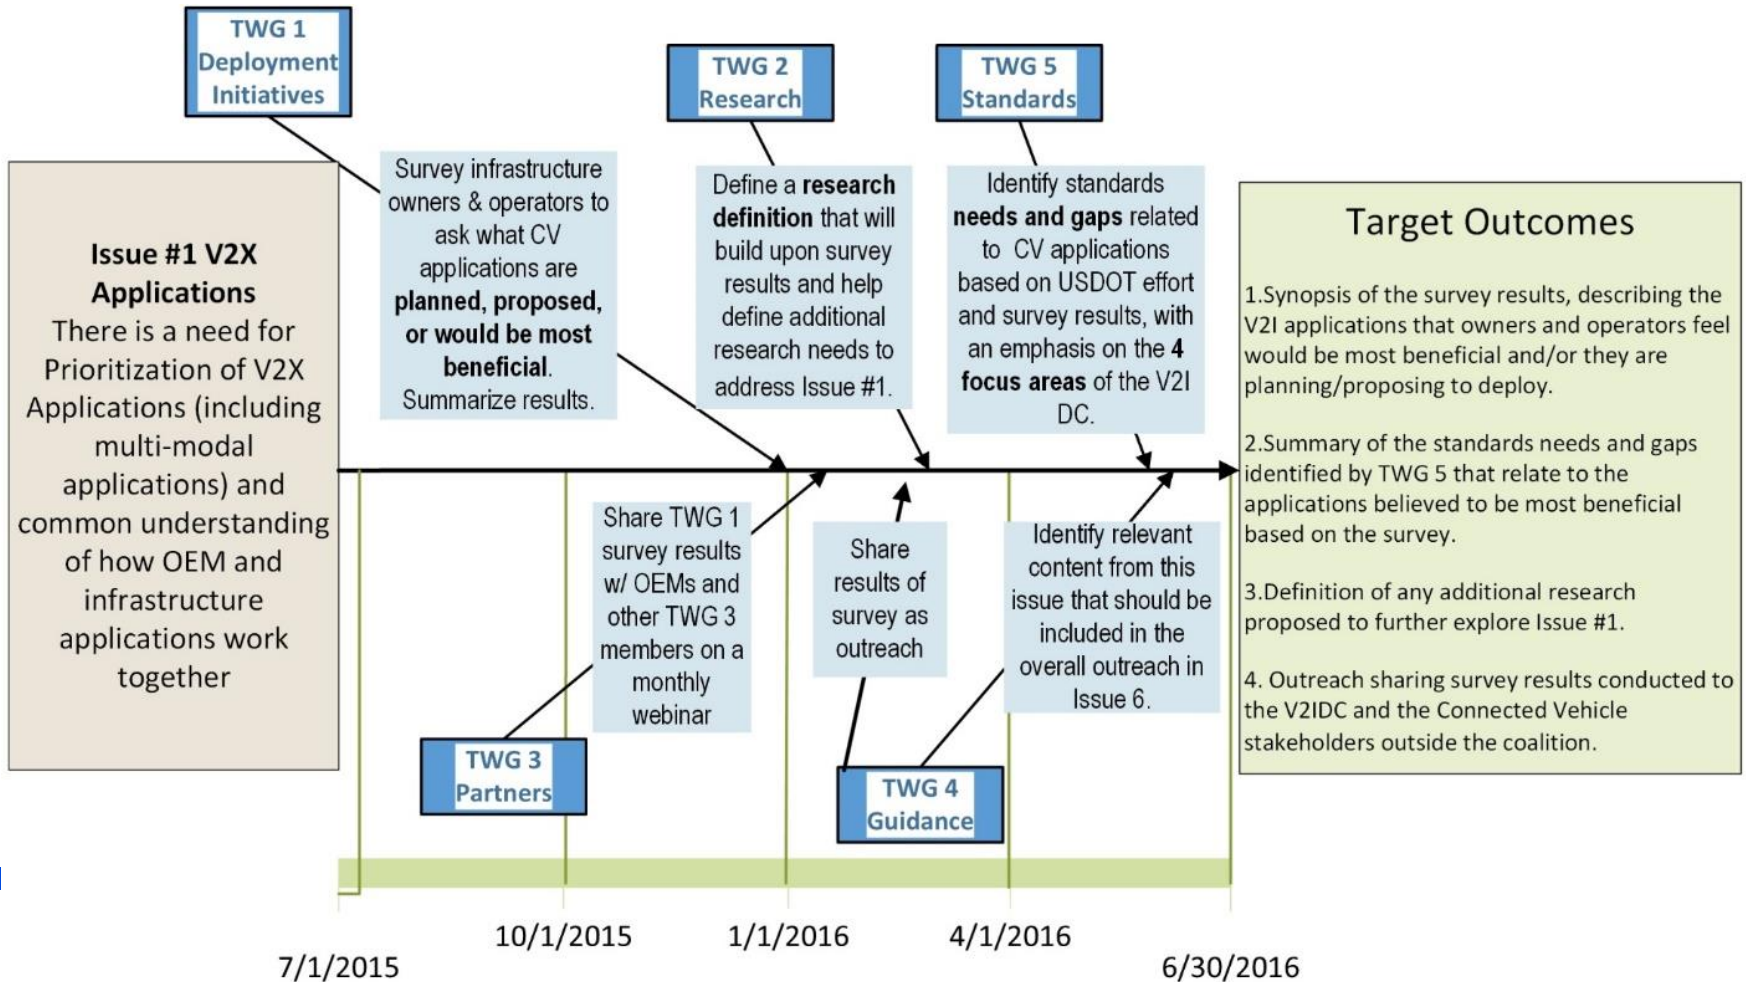 TWG 1
Deployment
Initiatives
TWG 2
Research
TWG 5
Standards
Issue #1 V2X
Applications
There is a need for
Prioritization of V2X
Applications (including
multi-modal
applications) and
common understanding
of how OEM and
infrastructure
applications work
together
Survey infrastructure
owners & operators to
ask what CV
applications are
planned, proposed,
or would be most
beneficial.
Summarize results.
Define a research
definition that will
build upon survey
results and help
define additional
research needs to
address Issue #1.
Identify standards
needs and gaps related
to CV applications
based on USDOT effort
and survey results, with
an emphasis on the 4
focus areas of the V2I
DC.
Target Outcomes
1.Synopsis of the survey results, describing the
V2I applications that owners and operators feel
would be most beneficial and/or they are
planning/proposing to deploy.
2.Summary of the standards needs and gaps
identified by TWG 5 that relate to the
applications believed to be most beneficial
based on the survey.
3.Definition of any additional research
proposed to further explore Issue #1.
4. Outreach sharing survey results conducted to
the V2IDC and the Connected Vehicle
stakeholders outside the coalition.
Share TWG 1
survey results
w/ OEMs and
other TWG 3
members on a
monthly
webinar
Share
results of
survey as
outreach
Identify relevant
content from this
issue that should be
included in the
overall outreach in
Issue 6.
TWG 3
Partners
TWG 4
Guidance
7/1/2015
10/1/2015
1/1/2016
4/1/2016
6/30/2016